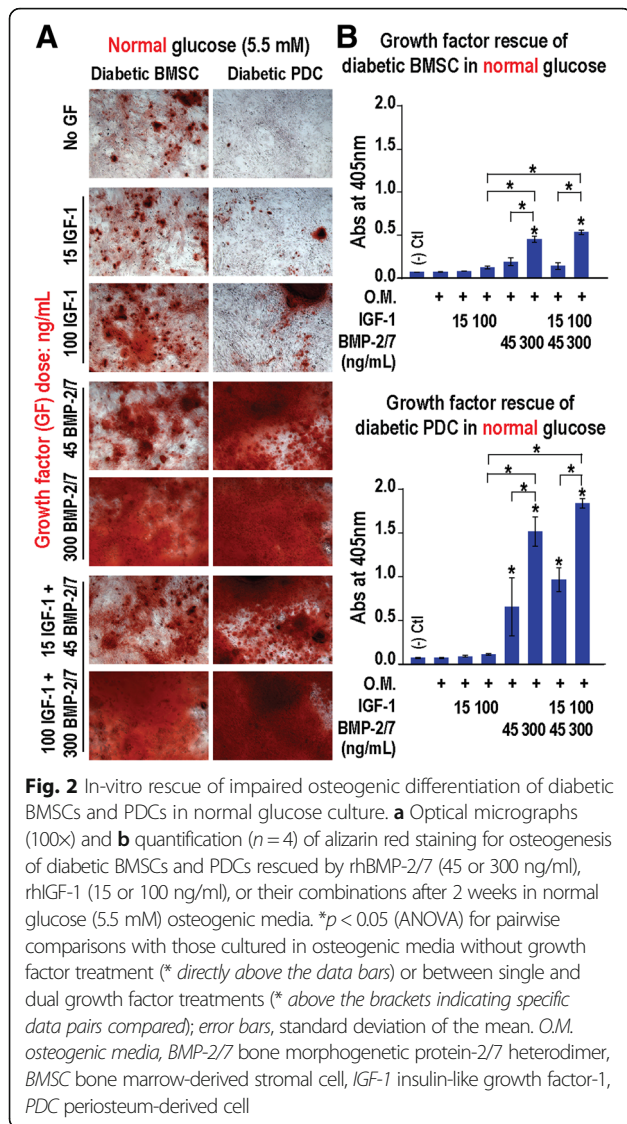 A
Normal glucose (5.5 mM)
Diabetic BMSC Diabetic PDC
Growth factor (GF) dose: ng/mL
No GF
15 IGF-1
100 IGF-1
45 BMP-2/7
300 BMP-2/7
15 IGF-1 +
45 BMP-2/7
100 IGF-1 +
300 BMP-2/7
B
Growth factor rescue of
diabetic BMSC in normal glucose
Abs at 405nm
2.0
1.5
1.0
0.5
0.0
(-) Ctl
* * * * * *
O.M. + + + + + + +
IGF-1 15 100 15 100
BMP-2/7 45 300 45 300
(ng/mL)
Growth factor rescue of
diabetic PDC in normal glucose
Abs at 405nm
2.0
1.5
1.0
0.5
0.0
(-) Ctl
* * * * * * * *
O.M. + + + + + + +
IGF-1 15 100 15 100
BMP-2/7 45 300 45 300
(ng/mL)
Fig. 2 In-vitro rescue of impaired osteogenic differentiation of diabetic
BMSCs and PDCs in normal glucose culture. a Optical micrographs
(100×) and b quantification (n = 4) of alizarin red staining for osteogenesis
of diabetic BMSCs and PDCs rescued by rhBMP-2/7 (45 or 300 ng/ml),
rhIGF-1 (15 or 100 ng/ml), or their combinations after 2 weeks in normal
glucose (5.5 mM) osteogenic media. *p < 0.05 (ANOVA) for pairwise
comparisons with those cultured in osteogenic media without growth
factor treatment (* directly above the data bars) or between single and
dual growth factor treatments (* above the brackets indicating specific
data pairs compared); error bars, standard deviation of the mean. O.M.
osteogenic media, BMP-2/7 bone morphogenetic protein-2/7 heterodimer,
BMSC bone marrow-derived stromal cell, IGF-1 insulin-like growth factor-1,
PDC periosteum-derived cell